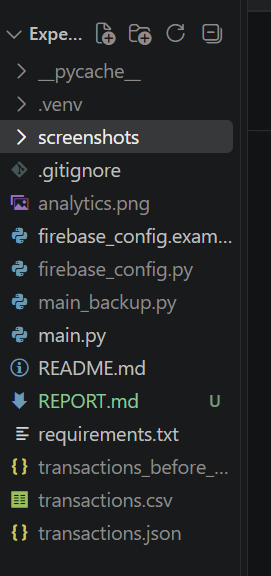 Expe...
__pycache__
.venv
screenshots
.gitignore
analytics.png
firebase_config.exam...
firebase_config.py
main_backup.py
main.py
README.md
REPORT.md U
requirements.txt
transactions_before_...
transactions.csv
transactions.json